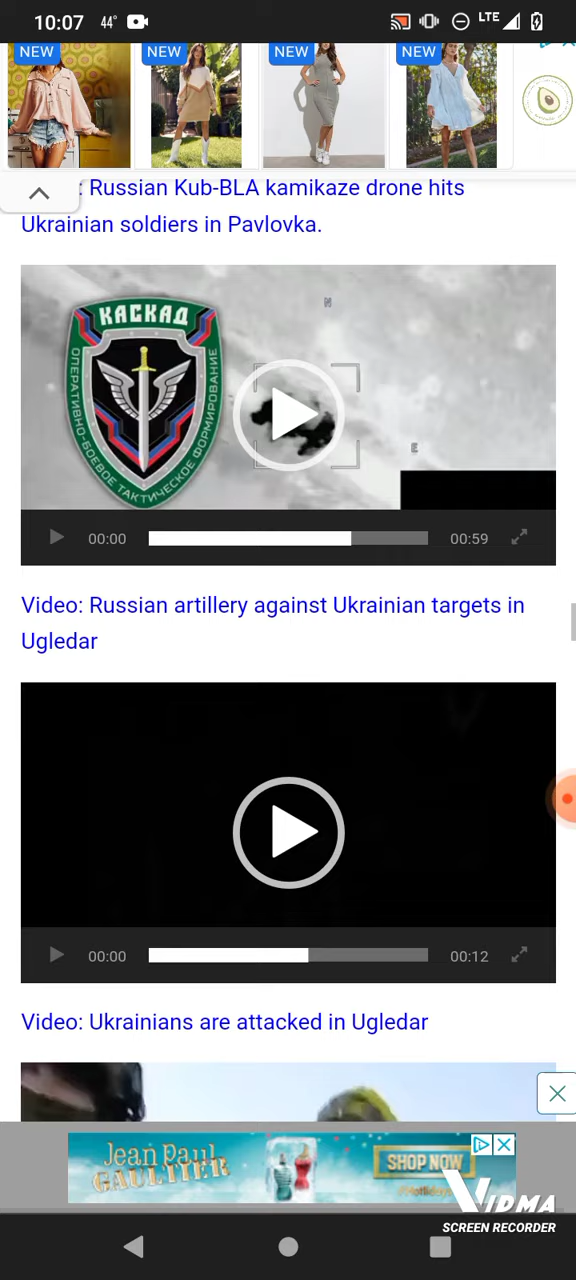 10:07 44° LTE
NEW NEW NEW NEW
: Russian Kub-BLA kamikaze drone hits
Ukrainian soldiers in Pavlovka.
N
КАСКАД
ОПЕРАТИВНО-БОЕВОЕ ТАКТИЧЕСКОЕ ФОРМИРОВАНИЕ
E
00:00 00:59
Video: Russian artillery against Ukrainian targets in
Ugledar
00:00 00:12
Video: Ukrainians are attacked in Ugledar
Jean Paul
GAULTIER
SHOP NOW
VIDMA
SCREEN RECORDER